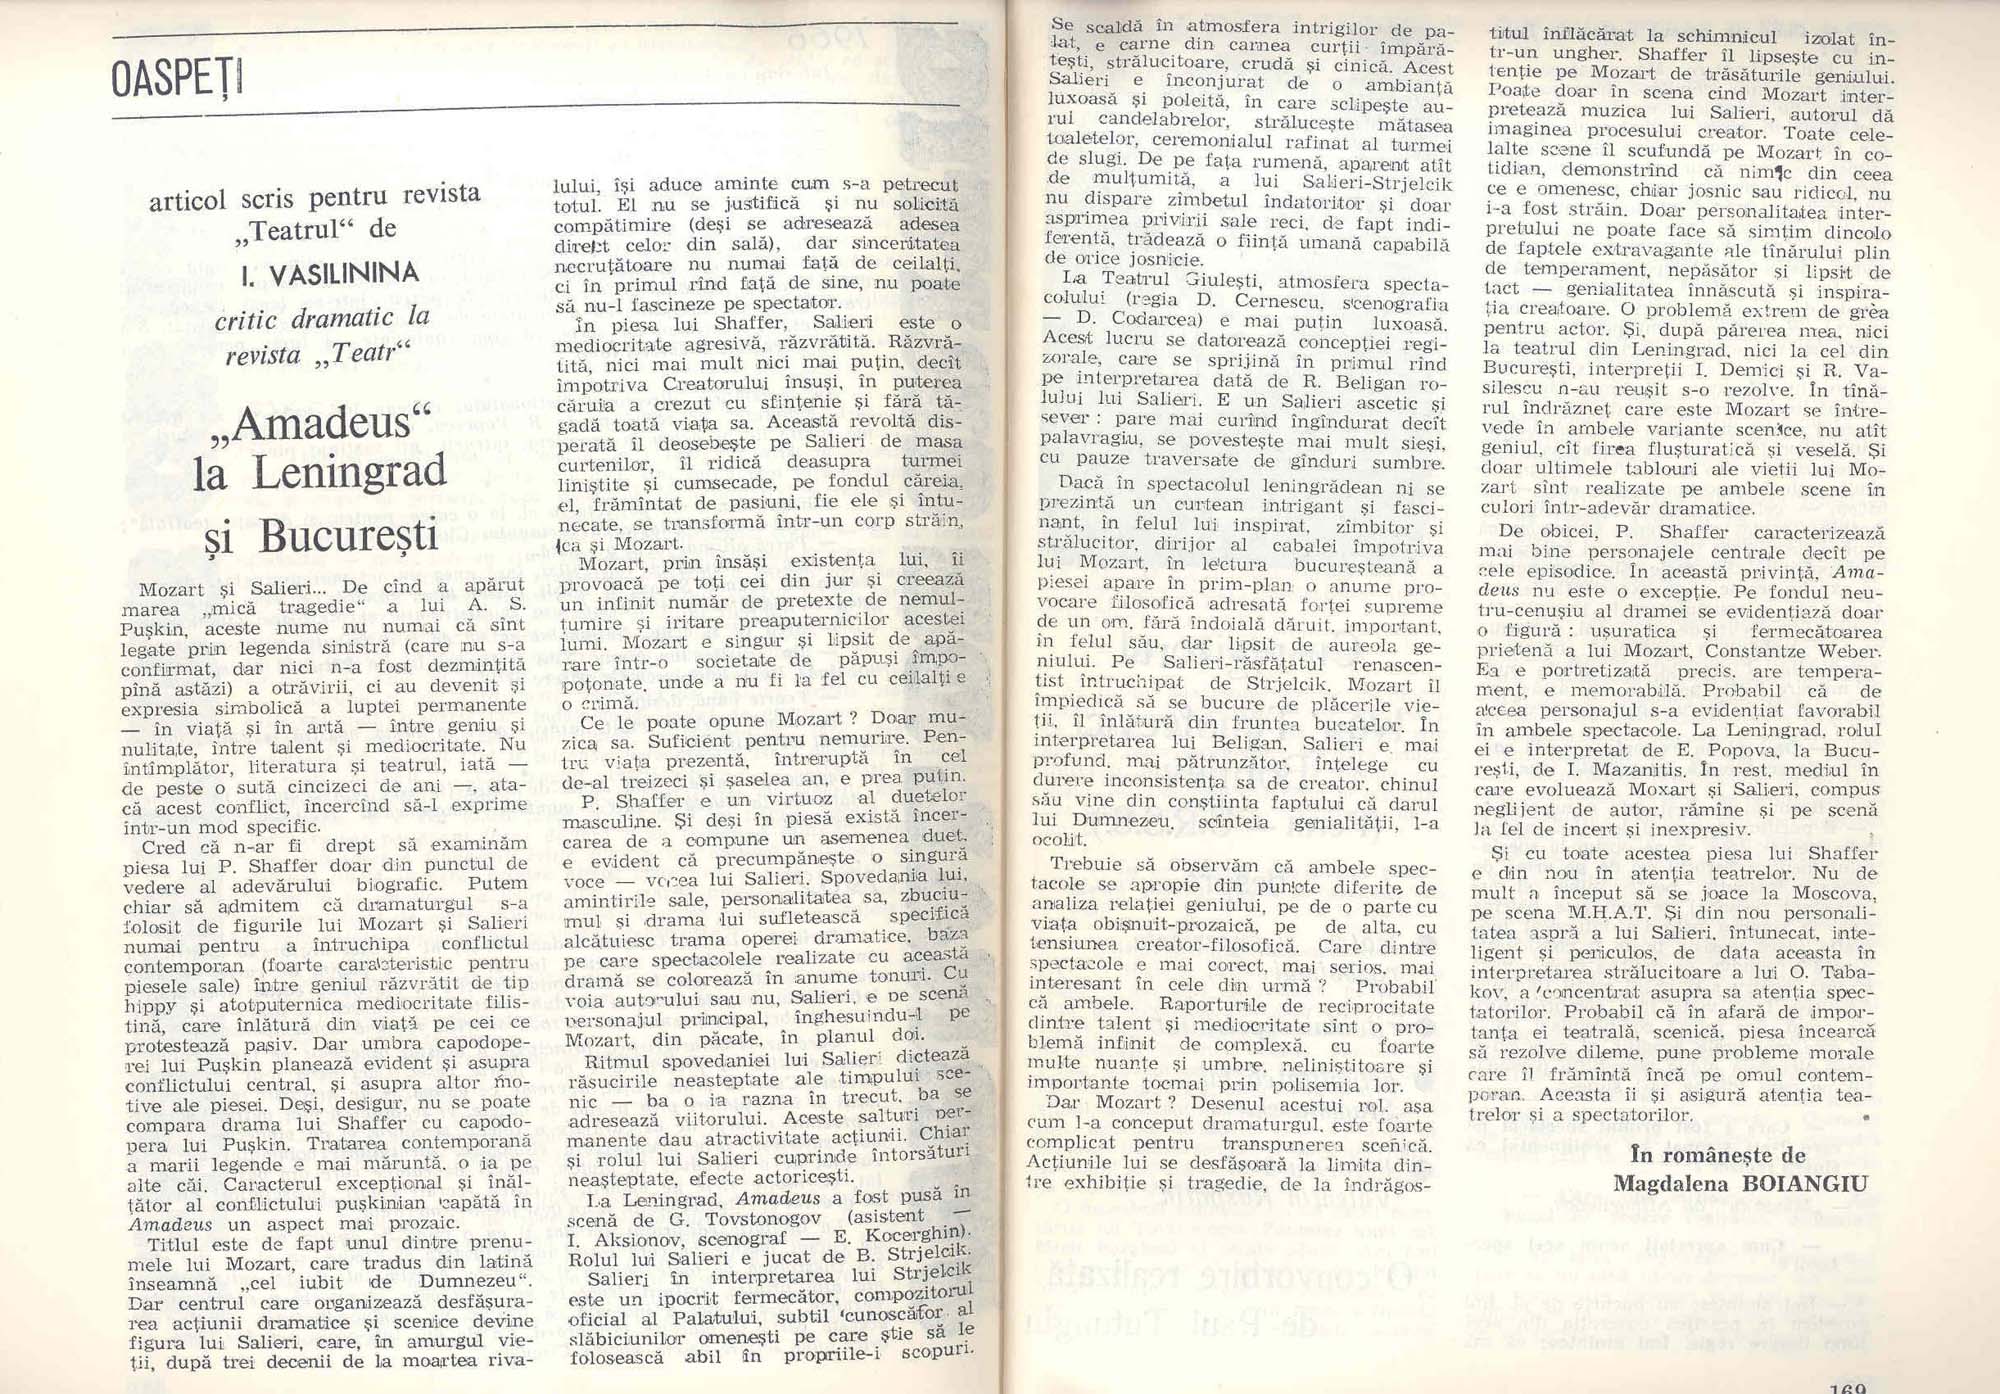 OASPEȚI
articol scris pentru revista
„Teatrul“ de
I. VASILININA
critic dramatic la
revista „Teatr“
„Amadeus“
la Leningrad
și București
Mozart și Salieri... De cînd a apărut
marea „mică tragedie“ a lui A. S.
Pușkin, aceste nume nu numai că sînt
legate prin legenda sinistră (care nu s-a
confirmat, dar nici n-a fost dezmințită
pînă astăzi) a otrăvirii, ci au devenit și
expresia simbolică a luptei permanente
— în viață și în artă — între geniu și
nulitate, între talent și mediocritate. Nu
întîmplător, literatura și teatrul, iată —
de peste o sută cincizeci de ani —, ata-
că acest conflict, încercînd să-l exprime
într-un mod specific.
Cred că n-ar fi drept să examinăm
piesa lui P. Shaffer doar din punctul de
vedere al adevărului biografic. Putem
chiar să admitem că dramaturgul s-a
folosit de figurile lui Mozart și Salieri
numai pentru a întruchipa conflictul
contemporan (foarte caracteristic pentru
piesele sale) între geniul răzvrătit de tip
hippy și atotputernica mediocritate filis-
tină, care înlătură din viață pe cei ce
protestează pasiv. Dar umbra capodope-
rei lui Pușkin planează evident și asupra
conflictului central, și asupra altor mo-
tive ale piesei. Deși, desigur, nu se poate
compara drama lui Shaffer cu capodo-
pera lui Pușkin. Tratarea contemporană
a marii legende e mai măruntă, o ia pe
alte căi. Caracterul excepțional și înăl-
țător al conflictului pușkinian capătă în
Amadeus un aspect mai prozaic.
Titlul este de fapt unul dintre prenu-
mele lui Mozart, care tradus din latină
înseamnă „cel iubit de Dumnezeu“.
Dar centrul care organizează desfășura-
rea acțiunii dramatice și scenice devine
figura lui Salieri, care, în amurgul vie-
ții, după trei decenii de la moartea riva-
lului, își aduce aminte cum s-a petrecut
totul. El nu se justifică și nu solicită
compătimire (deși se adresează adesea
direct celor din sală), dar sinceritatea
necruțătoare nu numai față de ceilalți,
ci în primul rînd față de sine, nu poate
să nu-l fascineze pe spectator.
În piesa lui Shaffer, Salieri este o
mediocritate agresivă, răzvrătită. Răzvră-
tită, nici mai mult nici mai puțin, decît
împotriva Creatorului însuși, în puterea
căruia a crezut cu sfințenie și fără tă-
gadă toată viața sa. Această revoltă dis-
perată îl deosebește pe Salieri de masa
curtenilor, îl ridică deasupra turmei
liniștite și cumsecade, pe fondul căreia,
el, frămîntat de pasiuni, fie ele și întu-
necate, se transformă într-un corp străin,
ca și Mozart.
Mozart, prin însăși existența lui, îi
provoacă pe toți cei din jur și creează
un infinit număr de pretexte de nemul-
țumire și iritare preaputernicilor acestei
lumi. Mozart e singur și lipsit de apă-
rare într-o societate de păpuși împo-
poțonate, unde a nu fi la fel cu ceilalți e
o crimă.
Ce le poate opune Mozart ? Doar mu-
zica sa. Suficient pentru nemurire. Pen-
tru viața prezentă, întreruptă în cel
de-al treizeci și șaselea an, e prea puțin.
P. Shaffer e un virtuoz al duetelor
masculine. Și deși în piesă există încer-
carea de a compune un asemenea duet,
e evident că precumpănește o singură
voce — vocea lui Salieri. Spovedania lui,
amintirile sale, personalitatea sa, zbuciu-
mul și drama lui sufletească specifică
alcătuiesc trama operei dramatice, baza
pe care spectacolele realizate cu această
dramă se colorează în anume tonuri. Cu
voia autorului sau nu, Salieri, e pe scenă
personajul principal, înghesuindu-l pe
Mozart, din păcate, în planul doi.
Ritmul spovedaniei lui Salieri dictează
răsucirile neașteptate ale timpului sce-
nic — ba o ia razna în trecut, ba se
adresează viitorului. Aceste salturi per-
manente dau atractivitate acțiunii. Chiar
și rolul lui Salieri cuprinde întorsături
neașteptate, efecte actoricești.
La Leningrad, Amadeus a fost pusă în
scenă de G. Tovstonogov (asistent —
I. Aksionov, scenograf — E. Kocerghin).
Rolul lui Salieri e jucat de B. Strjelcik.
Salieri în interpretarea lui Strjelcik
este un ipocrit fermecător, compozitorul
oficial al Palatului, subtil cunoscător al
slăbiciunilor omenești pe care știe să le
folosească abil în propriile-i scopuri.
Se scaldă în atmosfera intrigilor de pa-
lat, e carne din carnea curții împără-
tești, strălucitoare, crudă și cinică. Acest
Salieri e înconjurat de o ambianță
luxoasă și poleită, în care sclipește au-
rul candelabrelor, strălucește mătasea
toaletelor, ceremonialul rafinat al turmei
de slugi. De pe fața rumenă, aparent atît
de mulțumită, a lui Salieri-Strjelcik
nu dispare zîmbetul îndatoritor și doar
asprimea privirii sale reci, de fapt indi-
ferentă, trădează o ființă umană capabilă
de orice josnicie.
La Teatrul Giulești, atmosfera specta-
colului (regia D. Cernescu, scenografia
— D. Codarcea) e mai puțin luxoasă.
Acest lucru se datorează concepției regi-
zorale, care se sprijină în primul rînd
pe interpretarea dată de R. Beligan ro-
lului lui Salieri. E un Salieri ascetic și
sever : pare mai curînd îngîndurat decît
palavragiu, se povestește mai mult sieși,
cu pauze traversate de gînduri sumbre.
Dacă în spectacolul leningrădean ni se
prezintă un curtean intrigant și fasci-
nant, în felul lui inspirat, zîmbitor și
strălucitor, dirijor al cabalei împotriva
lui Mozart, în lectura bucureșteană a
piesei apare în prim-plan o anume pro-
vocare filosofică adresată forței supreme
de un om, fără îndoială dăruit, important,
în felul său, dar lipsit de aureola ge-
niului. Pe Salieri-răsfățatul renascen-
tist întruchipat de Strjelcik, Mozart îl
împiedică să se bucure de plăcerile vie-
ții, îl înlătură din fruntea bucatelor. În
interpretarea lui Beligan, Salieri e mai
profund, mai pătrunzător, înțelege cu
durere inconsistența sa de creator, chinul
său vine din conștiința faptului că darul
lui Dumnezeu, scînteia genialității, l-a
ocolit.
Trebuie să observăm că ambele spec-
tacole se apropie din puncte diferite de
analiza relației geniului, pe de o parte cu
viața obișnuit-prozaică, pe de alta, cu
tensiunea creator-filosofică. Care dintre
spectacole e mai corect, mai serios, mai
interesant în cele din urmă ? Probabil
că ambele. Raporturile de reciprocitate
dintre talent și mediocritate sînt o pro-
blemă infinit de complexă, cu foarte
multe nuanțe și umbre, neliniștitoare și
importante tocmai prin polisemia lor.
Dar Mozart ? Desenul acestui rol, așa
cum l-a conceput dramaturgul, este foarte
complicat pentru transpunerea scenică.
Acțiunile lui se desfășoară la limita din-
tre exhibiție și tragedie, de la îndrăgos-
titul înflăcărat la schimnicul izolat în-
tr-un ungher. Shaffer îl lipsește cu in-
tenție pe Mozart de trăsăturile geniului.
Poate doar în scena cînd Mozart inter-
pretează muzica lui Salieri, autorul dă
imaginea procesului creator. Toate cele-
lalte scene îl scufundă pe Mozart în co-
tidian, demonstrînd că nimic din ceea
ce e omenesc, chiar josnic sau ridicol, nu
i-a fost străin. Doar personalitatea inter-
pretului ne poate face să simțim dincolo
de faptele extravagante ale tînărului plin
de temperament, nepăsător și lipsit de
tact — genialitatea înnăscută și inspira-
ția creatoare. O problemă extrem de grea
pentru actor. Și, după părerea mea, nici
la teatrul din Leningrad, nici la cel din
București, interpreții I. Demici și R. Va-
silescu n-au reușit s-o rezolve. În tînă-
rul îndrăzneț care este Mozart se între-
vede în ambele variante scenice, nu atît
geniul, cît firea flușturatică și veselă. Și
doar ultimele tablouri ale vieții lui Mo-
zart sînt realizate pe ambele scene în
culori într-adevăr dramatice.
De obicei, P. Shaffer caracterizează
mai bine personajele centrale decît pe
cele episodice. În această privință, Ama-
deus nu este o excepție. Pe fondul neu-
tru-cenușiu al dramei se evidențiază doar
o figură : ușuratica și fermecătoarea
prietenă a lui Mozart, Constantze Weber.
Ea e portretizată precis, are tempera-
ment, e memorabilă. Probabil că de
aceea personajul s-a evidențiat favorabil
în ambele spectacole. La Leningrad, rolul
ei e interpretat de E. Popova, la Bucu-
rești, de I. Mazanitis. În rest, mediul în
care evoluează Moxart și Salieri, compus
neglijent de autor, rămîne și pe scenă
la fel de incert și inexpresiv.
Și cu toate acestea piesa lui Shaffer
e din nou în atenția teatrelor. Nu de
mult a început să se joace la Moscova,
pe scena M.H.A.T. Și din nou personali-
tatea aspră a lui Salieri, întunecat, inte-
ligent și periculos, de data aceasta în
interpretarea strălucitoare a lui O. Taba-
kov, a concentrat asupra sa atenția spec-
tatorilor. Probabil că în afară de impor-
tanța ei teatrală, scenică, piesa încearcă
să rezolve dileme, pune probleme morale
care îl frămîntă încă pe omul contem-
poran. Aceasta îi și asigură atenția tea-
trelor și a spectatorilor.
În românește de
Magdalena BOIANGIU
169